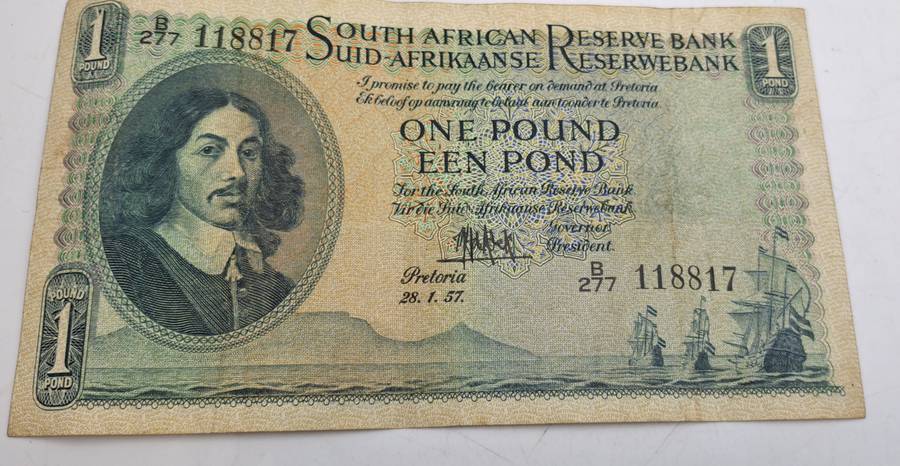 1
POUND
B/277 118817
SOUTH AFRICAN RESERVE BANK
SUID-AFRIKAANSE RESERWEBANK
1
POUND
I promise to pay the bearer on demand at Pretoria
Ek beloof op aanvraag te betaal aan toonder te Pretoria.
ONE POUND
EEN POND
For the South African Reserve Bank
Vir die Suid-Afrikaanse Reserwebank
Governor
President.
Pretoria
28. 1. 57.
B/277 118817
POUND
1
POND